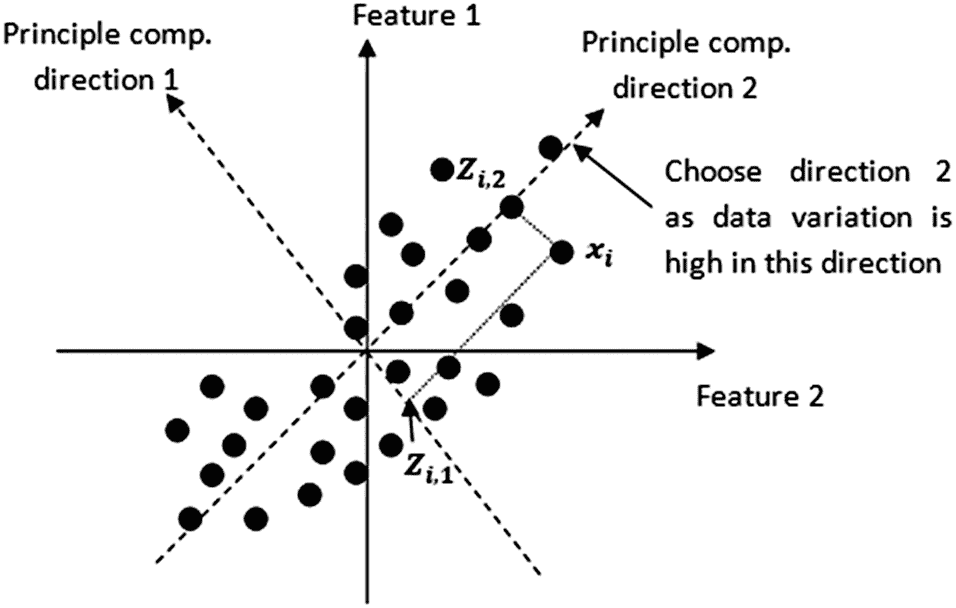 Feature 1
Principle comp.
direction 1
Principle comp.
direction 2
Z_{i,2}
Choose direction 2
as data variation is
high in this direction
x_i
Feature 2
Z_{i,1}